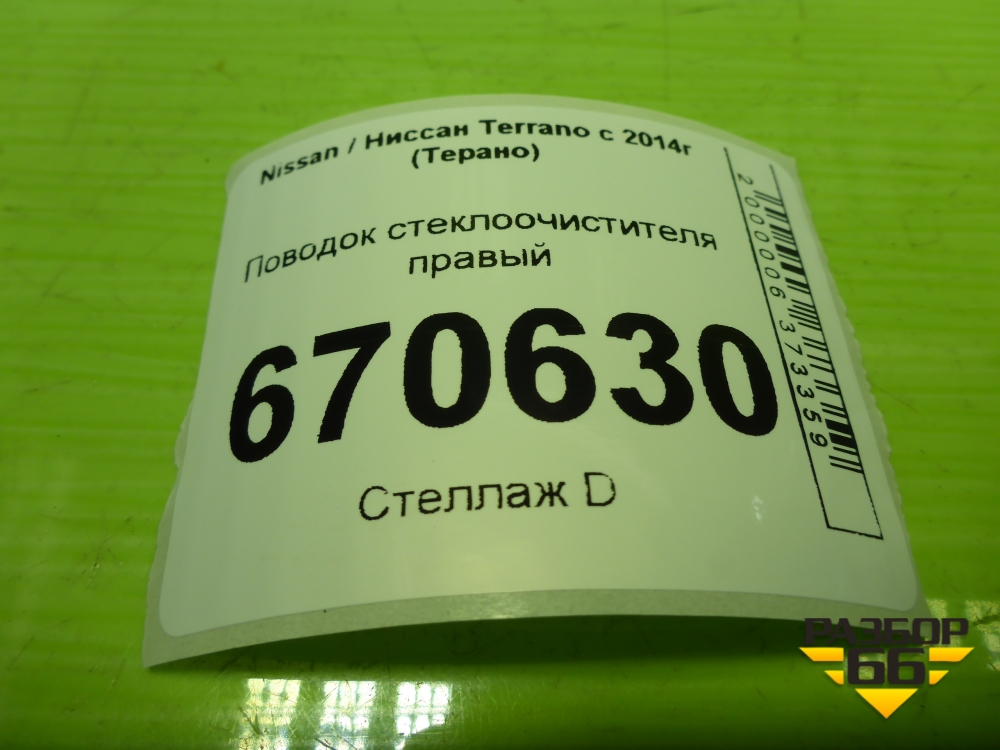 Nissan / Ниссан Terrano с 2014г
(Терано)
Поводок стеклоочистителя
правый
670630
Стеллаж D
2000006373359
РАЗБОР
66